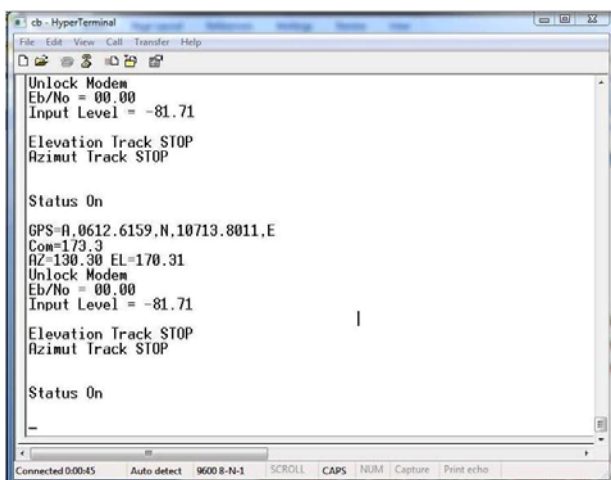 cb - HyperTerminal
File Edit View Call Transfer Help
Unlock Modem
Eb/No = 00.00
Input Level = -81.71
Elevation Track STOP
Azimut Track STOP
Status On
GPS=A,0612.6159,N,10713.8011,E
Com=173.3
AZ=130.30 EL=170.31
Unlock Modem
Eb/No = 00.00
Input Level = -81.71
Elevation Track STOP
Azimut Track STOP
Status On
_
Connected 0:00:45 Auto detect 9600 8-N-1 SCROLL CAPS NUM Capture Print echo